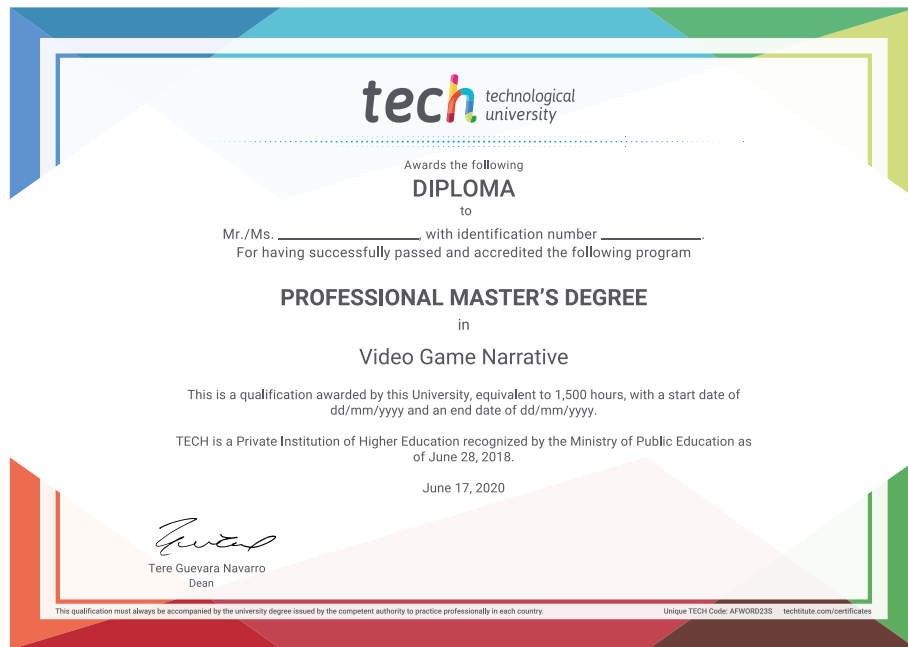 tech technological
university
Awards the following
DIPLOMA
to
Mr./Ms. ________________, with identification number ____________.
For having successfully passed and accredited the following program
PROFESSIONAL MASTER'S DEGREE
in
Video Game Narrative
This is a qualification awarded by this University, equivalent to 1,500 hours, with a start date of
dd/mm/yyyy and an end date of dd/mm/yyyy.
TECH is a Private Institution of Higher Education recognized by the Ministry of Public Education as
of June 28, 2018.
June 17, 2020
Tere Guevara Navarro
Dean
This qualification must always be accompanied by the university degree issued by the competent authority to practice professionally in each country. Unique TECH Code: AFWORD23S techtitute.com/certificates